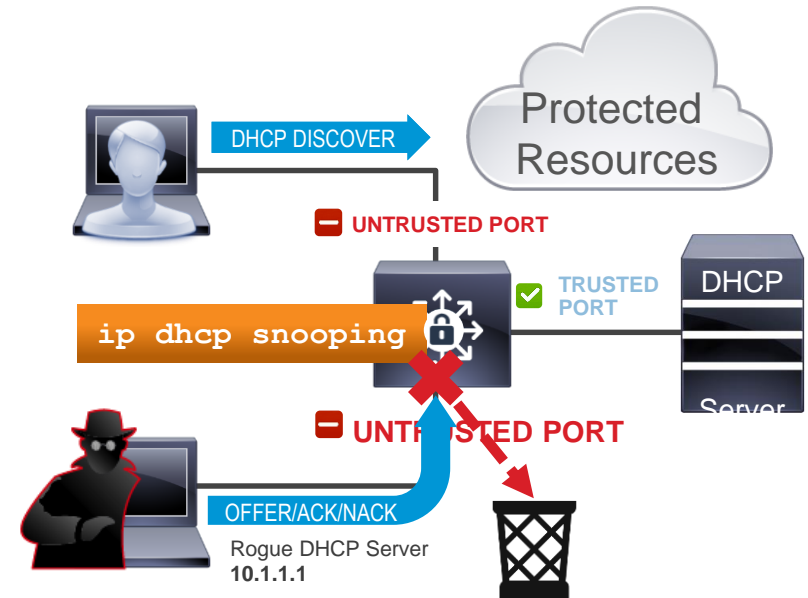 Protected
Resources
DHCP DISCOVER
UNTRUSTED PORT
TRUSTED
PORT
DHCP
Server
ip dhcp snooping
UNTRUSTED PORT
OFFER/ACK/NACK
Rogue DHCP Server
10.1.1.1